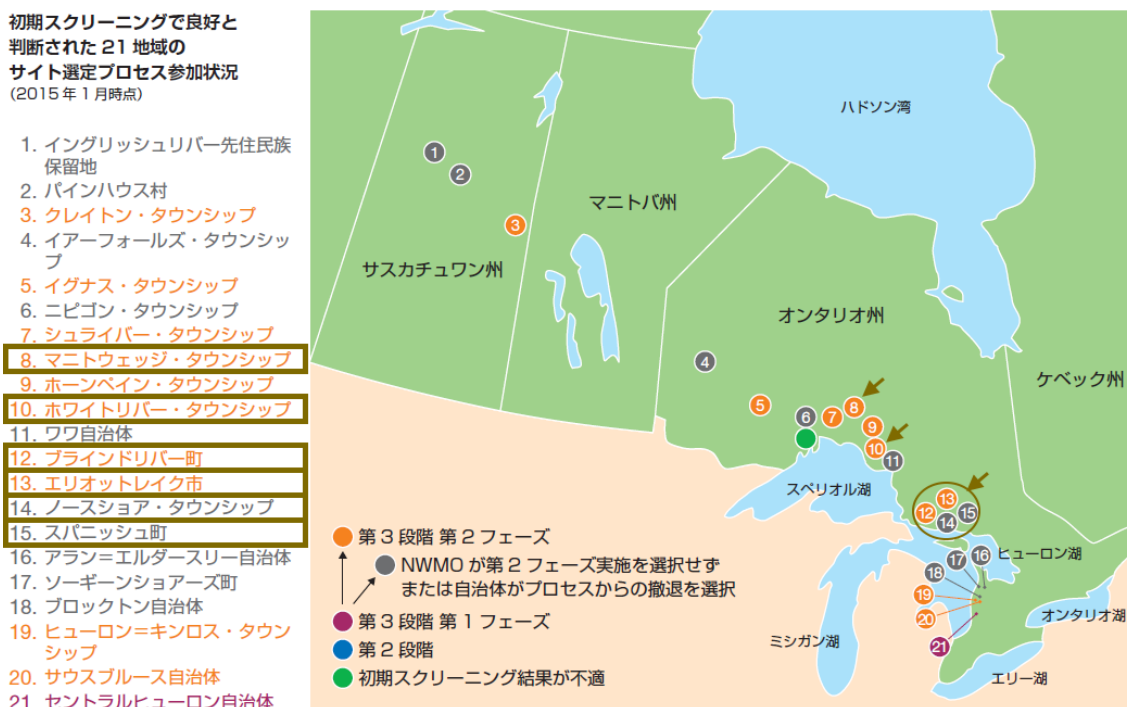 初期スクリーニングで良好と
判断された 21 地域の
サイト選定プロセス参加状況
(2015 年 1 月時点)
1. イングリッシュリバー先住民族
保留地
2. パインハウス村
3. クレイトン・タウンシップ
4. イアーフォールズ・タウンシッ
プ
5. イグナス・タウンシップ
6. ニピゴン・タウンシップ
7. シュライバー・タウンシップ
8. マニトウェッジ・タウンシップ
9. ホーンペイン・タウンシップ
10. ホワイトリバー・タウンシップ
11. ワワ自治体
12. ブラインドリバー町
13. エリオットレイク市
14. ノースショア・タウンシップ
15. スパニッシュ町
16. アラン=エルダースリー自治体
17. ソーギーンショアーズ町
18. ブロックトン自治体
19. ヒューロン=キンロス・タウン
シップ
20. サウスブルース自治体
21. セントラルヒューロン自治体
ハドソン湾
1
2
マニトバ州
3
サスカチュワン州
オンタリオ州
4
ケベック州
5
6
7
8
9
10
11
スペリオル湖
12
13
14
15
16
ヒューロン湖
17
18
19
20
オンタリオ湖
21
ミシガン湖
エリー湖
第 3 段階 第 2 フェーズ
NWMO が第 2 フェーズ実施を選択せず
または自治体がプロセスからの撤退を選択
第 3 段階 第 1 フェーズ
第 2 段階
初期スクリーニング結果が不適